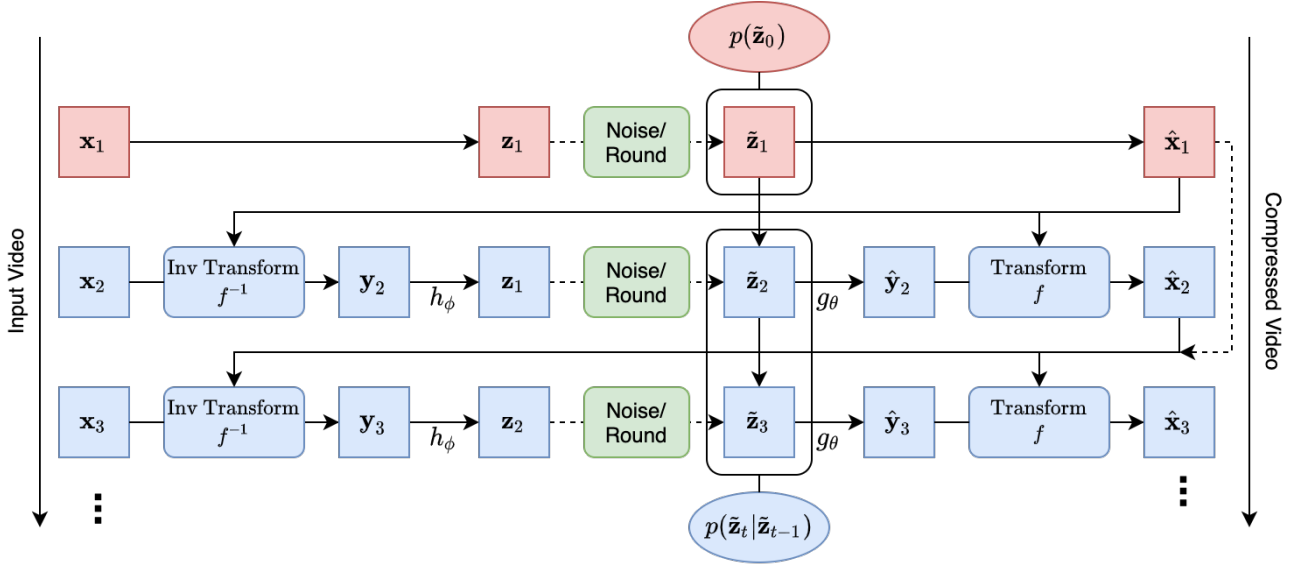 p(z̃₀)
x₁
z₁
Noise/
Round
z̃₁
x̂₁
Input Video
Compressed Video
x₂
Inv Transform
f⁻¹
y₂
h_ϕ
z₁
Noise/
Round
z̃₂
g_θ
ŷ₂
Transform
f
x̂₂
x₃
Inv Transform
f⁻¹
y₃
h_ϕ
z₂
Noise/
Round
z̃₃
g_θ
ŷ₃
Transform
f
x̂₃
⋮
⋮
p(z̃ₜ|z̃ₜ₋₁)